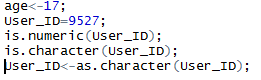 age<-17;
User_ID=9527;
is.numeric(User_ID);
is.character(User_ID);
User_ID<-as.character(User_ID);